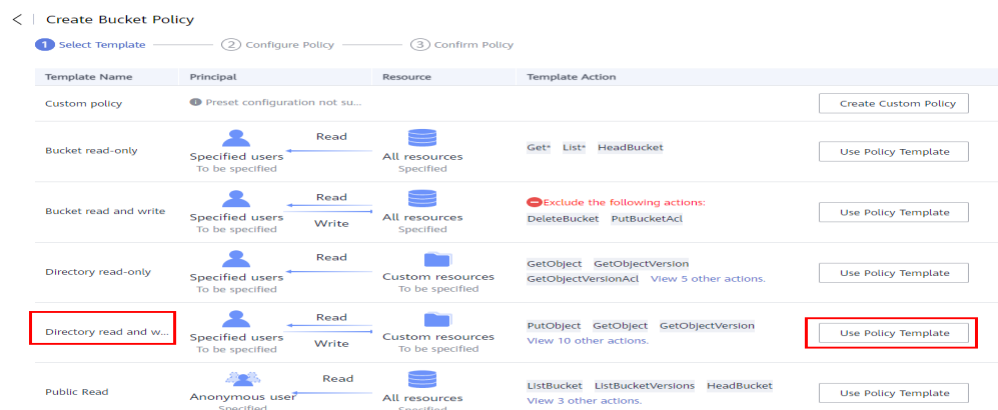 < | Create Bucket Policy
1 Select Template 2 Configure Policy 3 Confirm Policy
Template Name Principal Resource Template Action
Custom policy Preset configuration not su... Create Custom Policy
Bucket read-only Specified users To be specified Read All resources Specified Get* List* HeadBucket Use Policy Template
Bucket read and write Specified users To be specified Read Write All resources Specified Exclude the following actions: DeleteBucket PutBucketAcl Use Policy Template
Directory read-only Specified users To be specified Read Custom resources To be specified GetObject GetObjectVersion GetObjectVersionAcl View 5 other actions. Use Policy Template
Directory read and w... Specified users To be specified Read Write Custom resources To be specified PutObject GetObject GetObjectVersion View 10 other actions. Use Policy Template
Public Read Anonymous user Specified Read All resources Specified ListBucket ListBucketVersions HeadBucket View 3 other actions. Use Policy Template